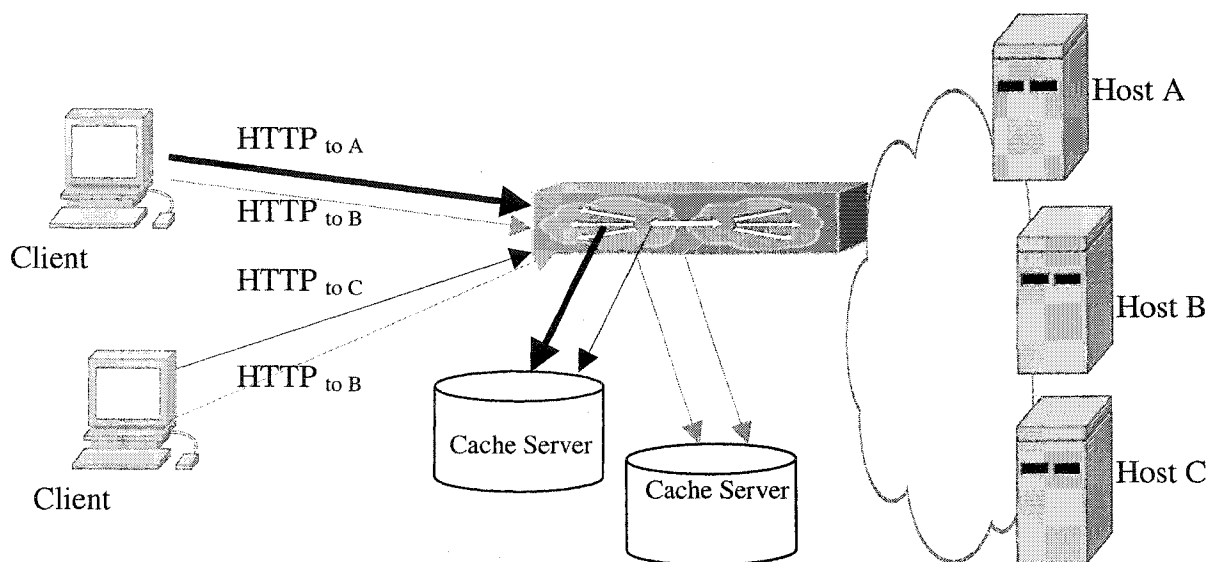 Host A
HTTP to A
HTTP to B
Client
HTTP to C
Host B
HTTP to B
Cache Server
Cache Server
Host C
Client